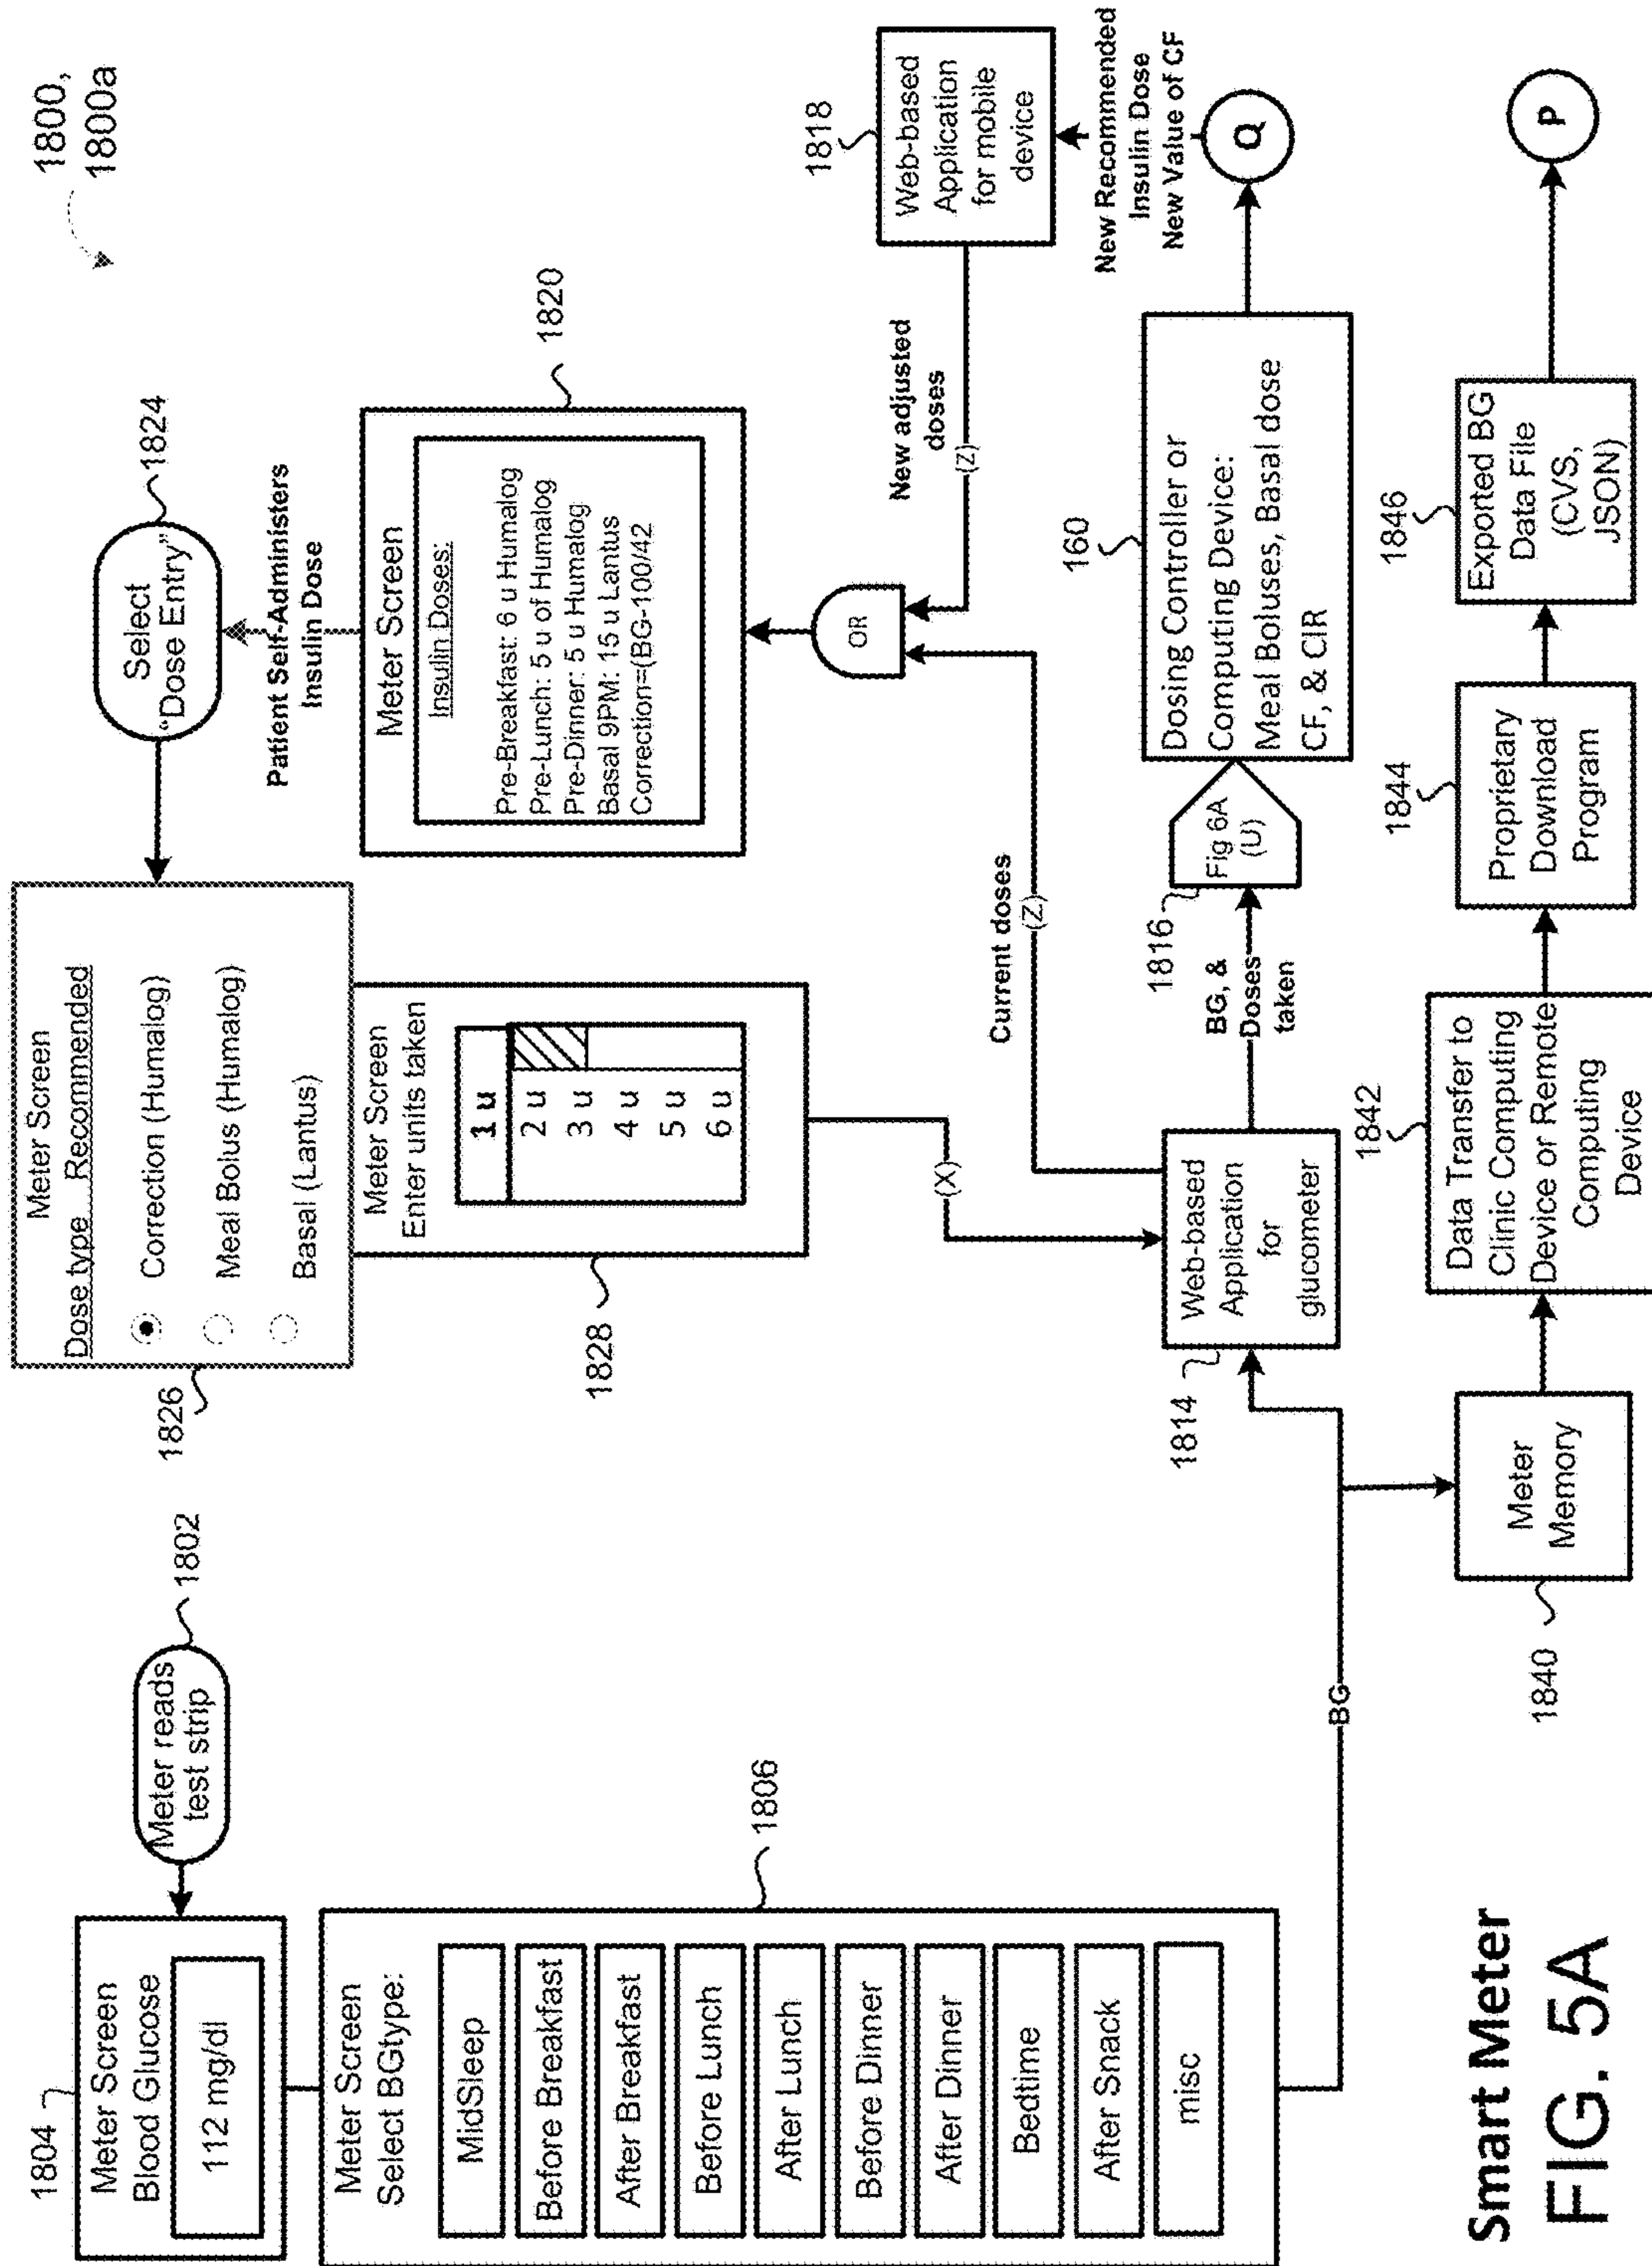 1800,
1800a
1804
Meter Screen
Blood Glucose
112 mg/dl
Meter reads
test strip
1802
Meter Screen
Select BGtype:
MidSleep
Before Breakfast
After Breakfast
Before Lunch
After Lunch
Before Dinner
After Dinner
Bedtime
After Snack
misc
1806
BG
1826
Meter Screen
Dose type Recommended
Correction (Humalog)
Meal Bolus (Humalog)
Basal (Lantus)
1828
Meter Screen
Enter units taken
1 u
2 u
3 u
4 u
5 u
6 u
(X)
Select
"Dose Entry"
1824
Patient Self-Administers
Insulin Dose
Meter Screen
Insulin Doses:
Pre-Breakfast: 6 u Humalog
Pre-Lunch: 5 u of Humalog
Pre-Dinner: 5 u Humalog
Basal 9PM: 15 u Lantus
Correction=(BG-100/42
1820
OR
Current doses
(Z)
New adjusted
doses
(Z)
1818
Web-based
Application
for mobile
device
New Recommended
Insulin Dose
New Value of CF
Q
1814
Web-based
Application
for
glucometer
BG, &
Doses
taken
1816
Fig 6A
(U)
160
Dosing Controller or
Computing Device:
Meal Boluses, Basal dose
CF, & CIR
1840
Meter
Memory
1842
Data Transfer to
Clinic Computing
Device or Remote
Computing
Device
1844
Proprietary
Download
Program
1846
Exported BG
Data File
(CVS,
JSON)
P
Smart Meter
FIG. 5A